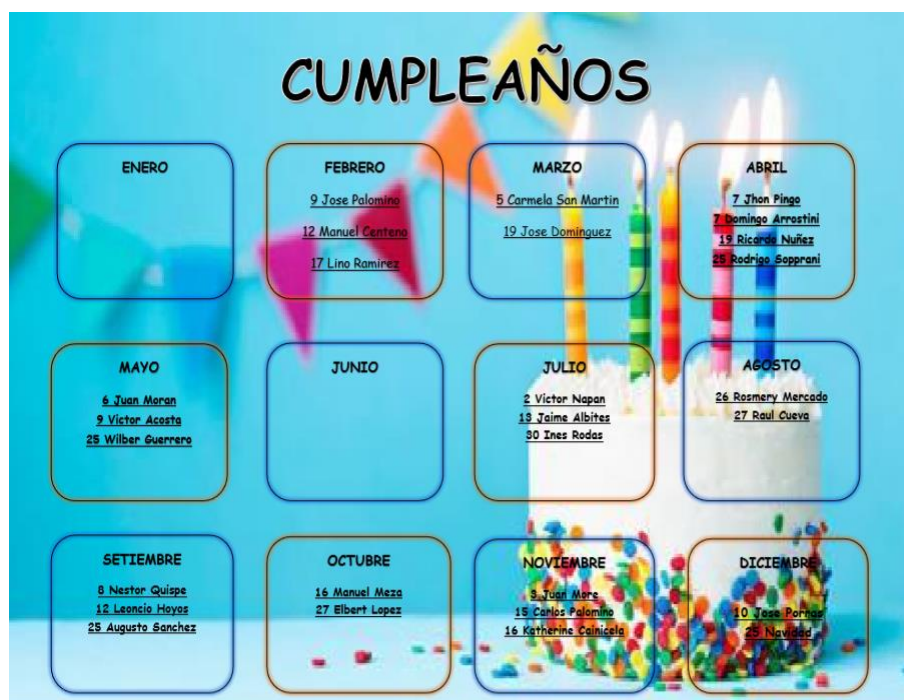 CUMPLEAÑOS
ENERO
FEBRERO
9 Jose Palomino
12 Manuel Centeno
17 Lino Ramirez
MARZO
5 Carmela San Martin
19 Jose Dominguez
ABRIL
7 Jhon Pingo
7 Domingo Arrostini
19 Ricardo Nuñez
25 Rodrigo Sopprani
MAYO
6 Juan Moran
9 Victor Acosta
25 Wilber Guerrero
JUNIO
JULIO
2 Victor Napan
13 Jaime Albites
30 Ines Rodas
AGOSTO
26 Rosmery Mercado
27 Raul Cueva
SETIEMBRE
8 Nestor Quispe
12 Leoncio Hoyos
25 Augusto Sanchez
OCTUBRE
16 Manuel Meza
27 Elbert Lopez
NOVIEMBRE
3 Juan More
15 Carlos Palomino
16 Katherine Cainicela
DICIEMBRE
10 Jose Pornas
25 Navidad